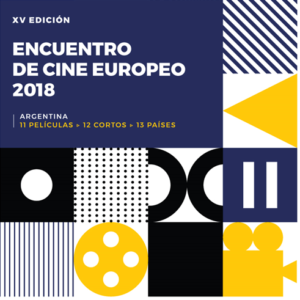 XV EDICIÓN
ENCUENTRO
DE CINE EUROPEO
2018
ARGENTINA
11 PELÍCULAS + 12 CORTOS + 13 PAÍSES